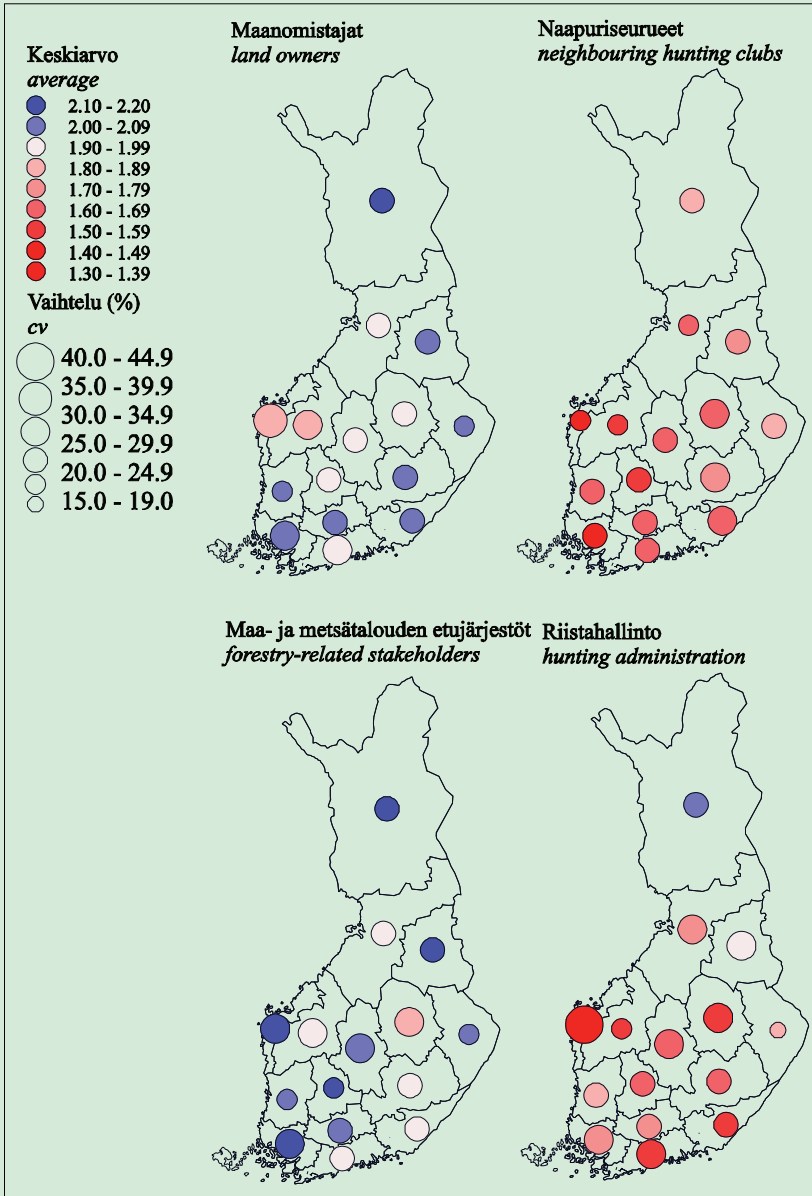 Keskiarvo
average
2.10 - 2.20
2.00 - 2.09
1.90 - 1.99
1.80 - 1.89
1.70 - 1.79
1.60 - 1.69
1.50 - 1.59
1.40 - 1.49
1.30 - 1.39
Vaihtelu (%)
cv
40.0 - 44.9
35.0 - 39.9
30.0 - 34.9
25.0 - 29.9
20.0 - 24.9
15.0 - 19.0
Maanomistajat
land owners
Naapuriseurueet
neighbouring hunting clubs
Maa- ja metsätalouden etujärjestöt
forestry-related stakeholders
Riistahallinto
hunting administration